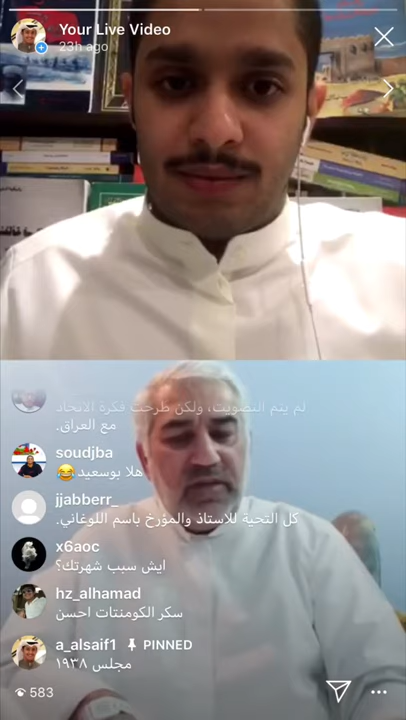 Your Live Video
23h ago
لم يتم التصويت، ولكن طرحت فكرة الاتحاد
مع العراق.
soudjba
هلا بوسعيد😂
jjabberr_
كل التحية للاستاذ والمؤرخ باسم اللوغاني.
x6aoc
ايش سبب شهرتك؟
hz_alhamad
سكر الكومنتات احسن
a_alsaif1 PINNED
مجلس ١٩٣٨
583